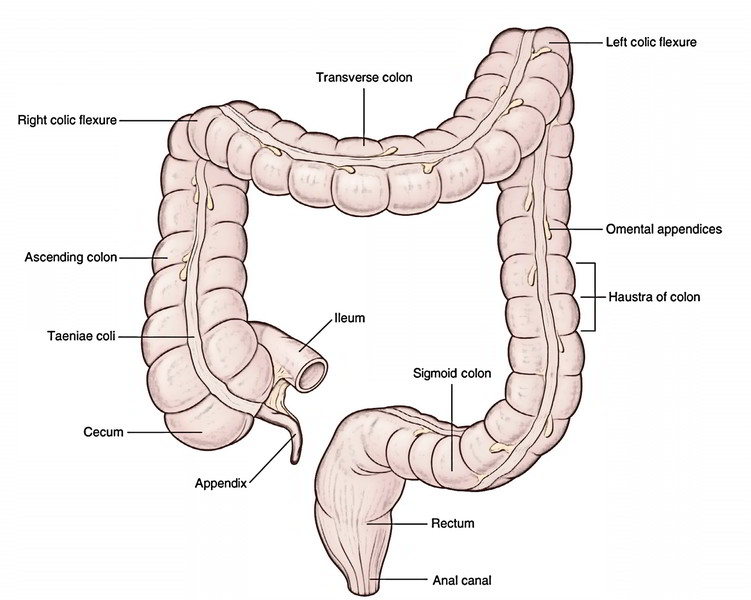 Left colic flexure
Transverse colon
Right colic flexure
Omental appendices
Ascending colon
Haustra of colon
Ileum
Taeniae coli
Sigmoid colon
Cecum
Appendix
Rectum
Anal canal